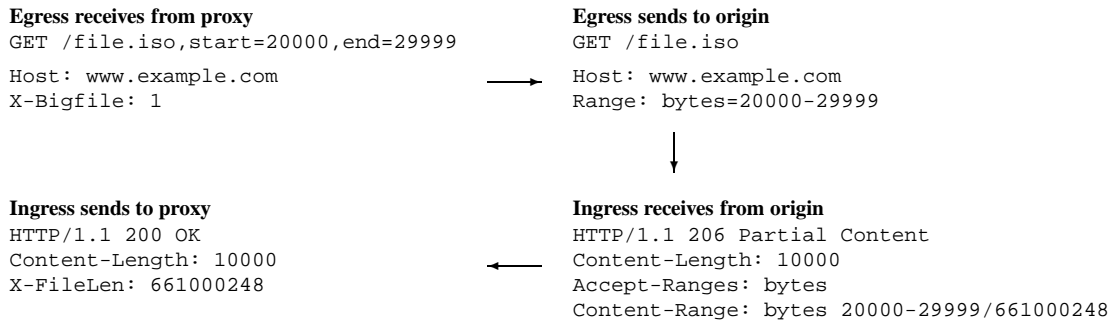 Egress receives from proxy
GET /file.iso,start=20000,end=29999
Host: www.example.com
X-Bigfile: 1
Egress sends to origin
GET /file.iso
Host: www.example.com
Range: bytes=20000-29999
Ingress sends to proxy
HTTP/1.1 200 OK
Content-Length: 10000
X-FileLen: 661000248
Ingress receives from origin
HTTP/1.1 206 Partial Content
Content-Length: 10000
Accept-Ranges: bytes
Content-Range: bytes 20000-29999/661000248